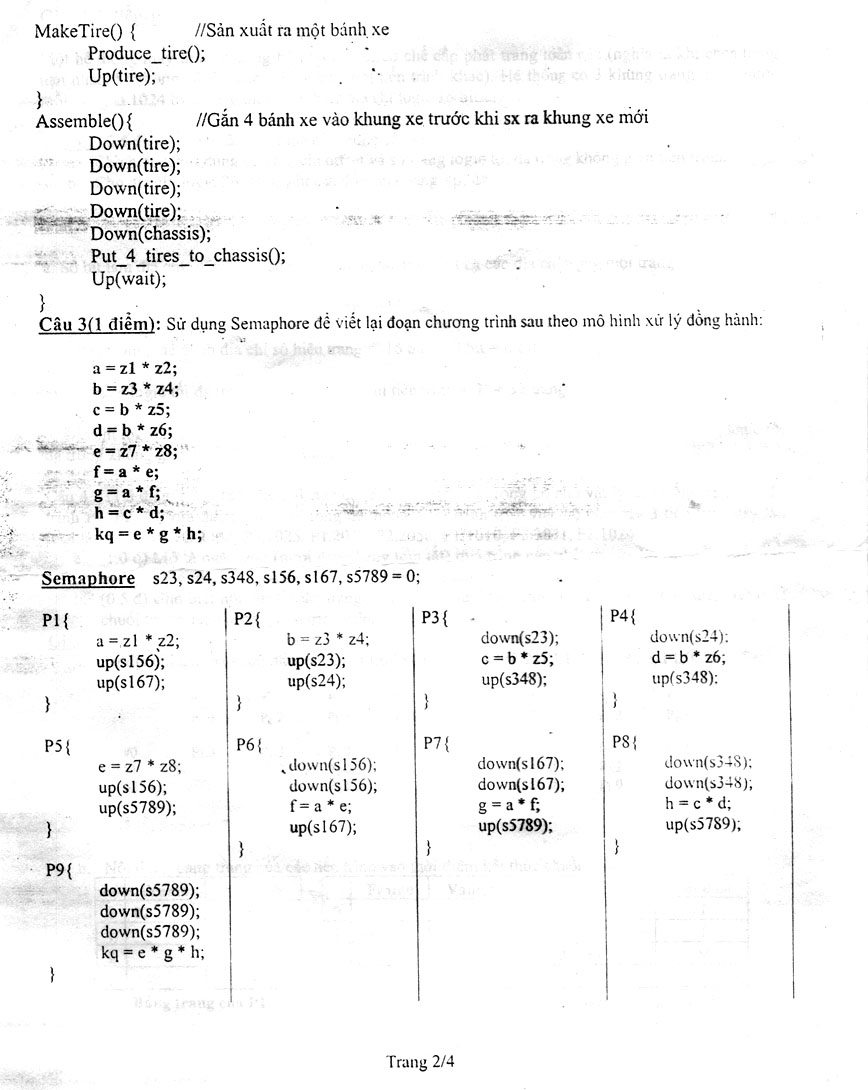 MakeTire() { //Sản xuất ra một bánh xe
Produce_tire();
Up(tire);
}
Assemble(){ //Gắn 4 bánh xe vào khung xe trước khi sx ra khung xe mới
Down(tire);
Down(tire);
Down(tire);
Down(tire);
Down(chassis);
Put_4_tires_to_chassis();
Up(wait);
}
Câu 3(1 điểm): Sử dụng Semaphore để viết lại đoạn chương trình sau theo mô hình xử lý đồng hành:
a = z1 * z2;
b = z3 * z4;
c = b * z5;
d = b * z6;
e = z7 * z8;
f = a * e;
g = a * f;
h = c * d;
kq = e * g * h;
Semaphore s23, s24, s348, s156, s167, s5789 = 0;
P1{
a = z1 * z2;
up(s156);
up(s167);
}
P2{
b = z3 * z4;
up(s23);
up(s24);
}
P3{
down(s23);
c = b * z5;
up(s348);
}
P4{
down(s24):
d = b * z6;
up(s348):
}
P5{
e = z7 * z8;
up(s156);
up(s5789);
}
P6{
down(s156);
down(s156);
f = a * e;
up(s167);
}
P7{
down(s167);
down(s167);
g = a * f;
up(s5789);
}
P8{
down(s348);
down(s348);
h = c * d;
up(s5789);
}
P9{
down(s5789);
down(s5789);
down(s5789);
kq = e * g * h;
}
Trang 2/4